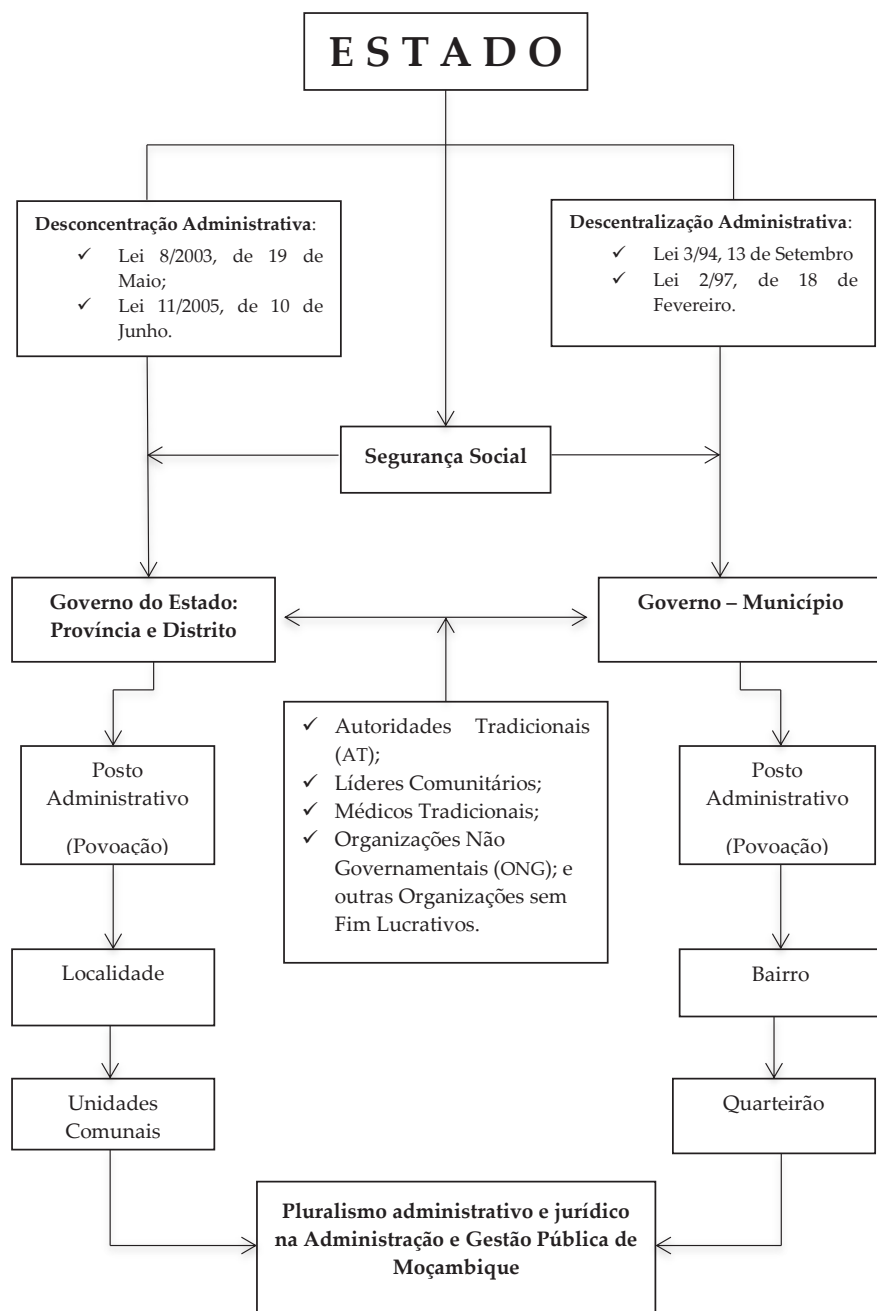 E S T A D O
Desconcentração Administrativa:
✓ Lei 8/2003, de 19 de
Maio;
✓ Lei 11/2005, de 10 de
Junho.
Descentralização Administrativa:
✓ Lei 3/94, 13 de Setembro
✓ Lei 2/97, de 18 de
Fevereiro.
Segurança Social
Governo do Estado:
Província e Distrito
Governo – Município
✓ Autoridades Tradicionais
(AT);
✓ Líderes Comunitários;
✓ Médicos Tradicionais;
✓ Organizações Não
Governamentais (ONG); e
outras Organizações sem
Fim Lucrativos.
Posto
Administrativo
(Povoação)
Posto
Administrativo
(Povoação)
Localidade
Bairro
Unidades
Comunais
Quarteirão
Pluralismo administrativo e jurídico
na Administração e Gestão Pública de
Moçambique